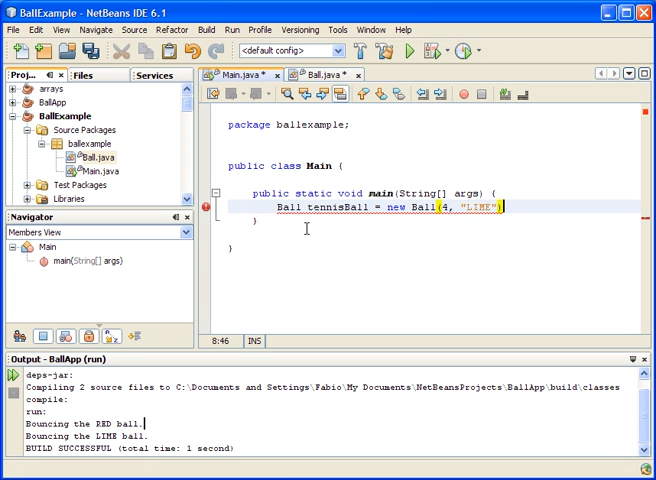 BallExample - NetBeans IDE 6.1
File Edit View Navigate Source Refactor Build Run Profile Versioning Tools Window Help
<default config>
Proj... Files Services
Main.java * Ball.java *
arrays
BallApp
BallExample
Source Packages
ballexample
Ball.java
Main.java
Test Packages
Libraries
Navigator
Members View
Main
main(String[] args)
package ballexample;
public class Main {
public static void main(String[] args) {
Ball tennisBall = new Ball(4, "LIME")
}
}
8:46 INS
Output - BallApp (run)
deps-jar:
Compiling 2 source files to C:\Documents and Settings\Fabio\My Documents\NetBeansProjects\BallApp\build\classes
compile:
run:
Bouncing the RED ball.
Bouncing the LIME ball.
BUILD SUCCESSFUL (total time: 1 second)